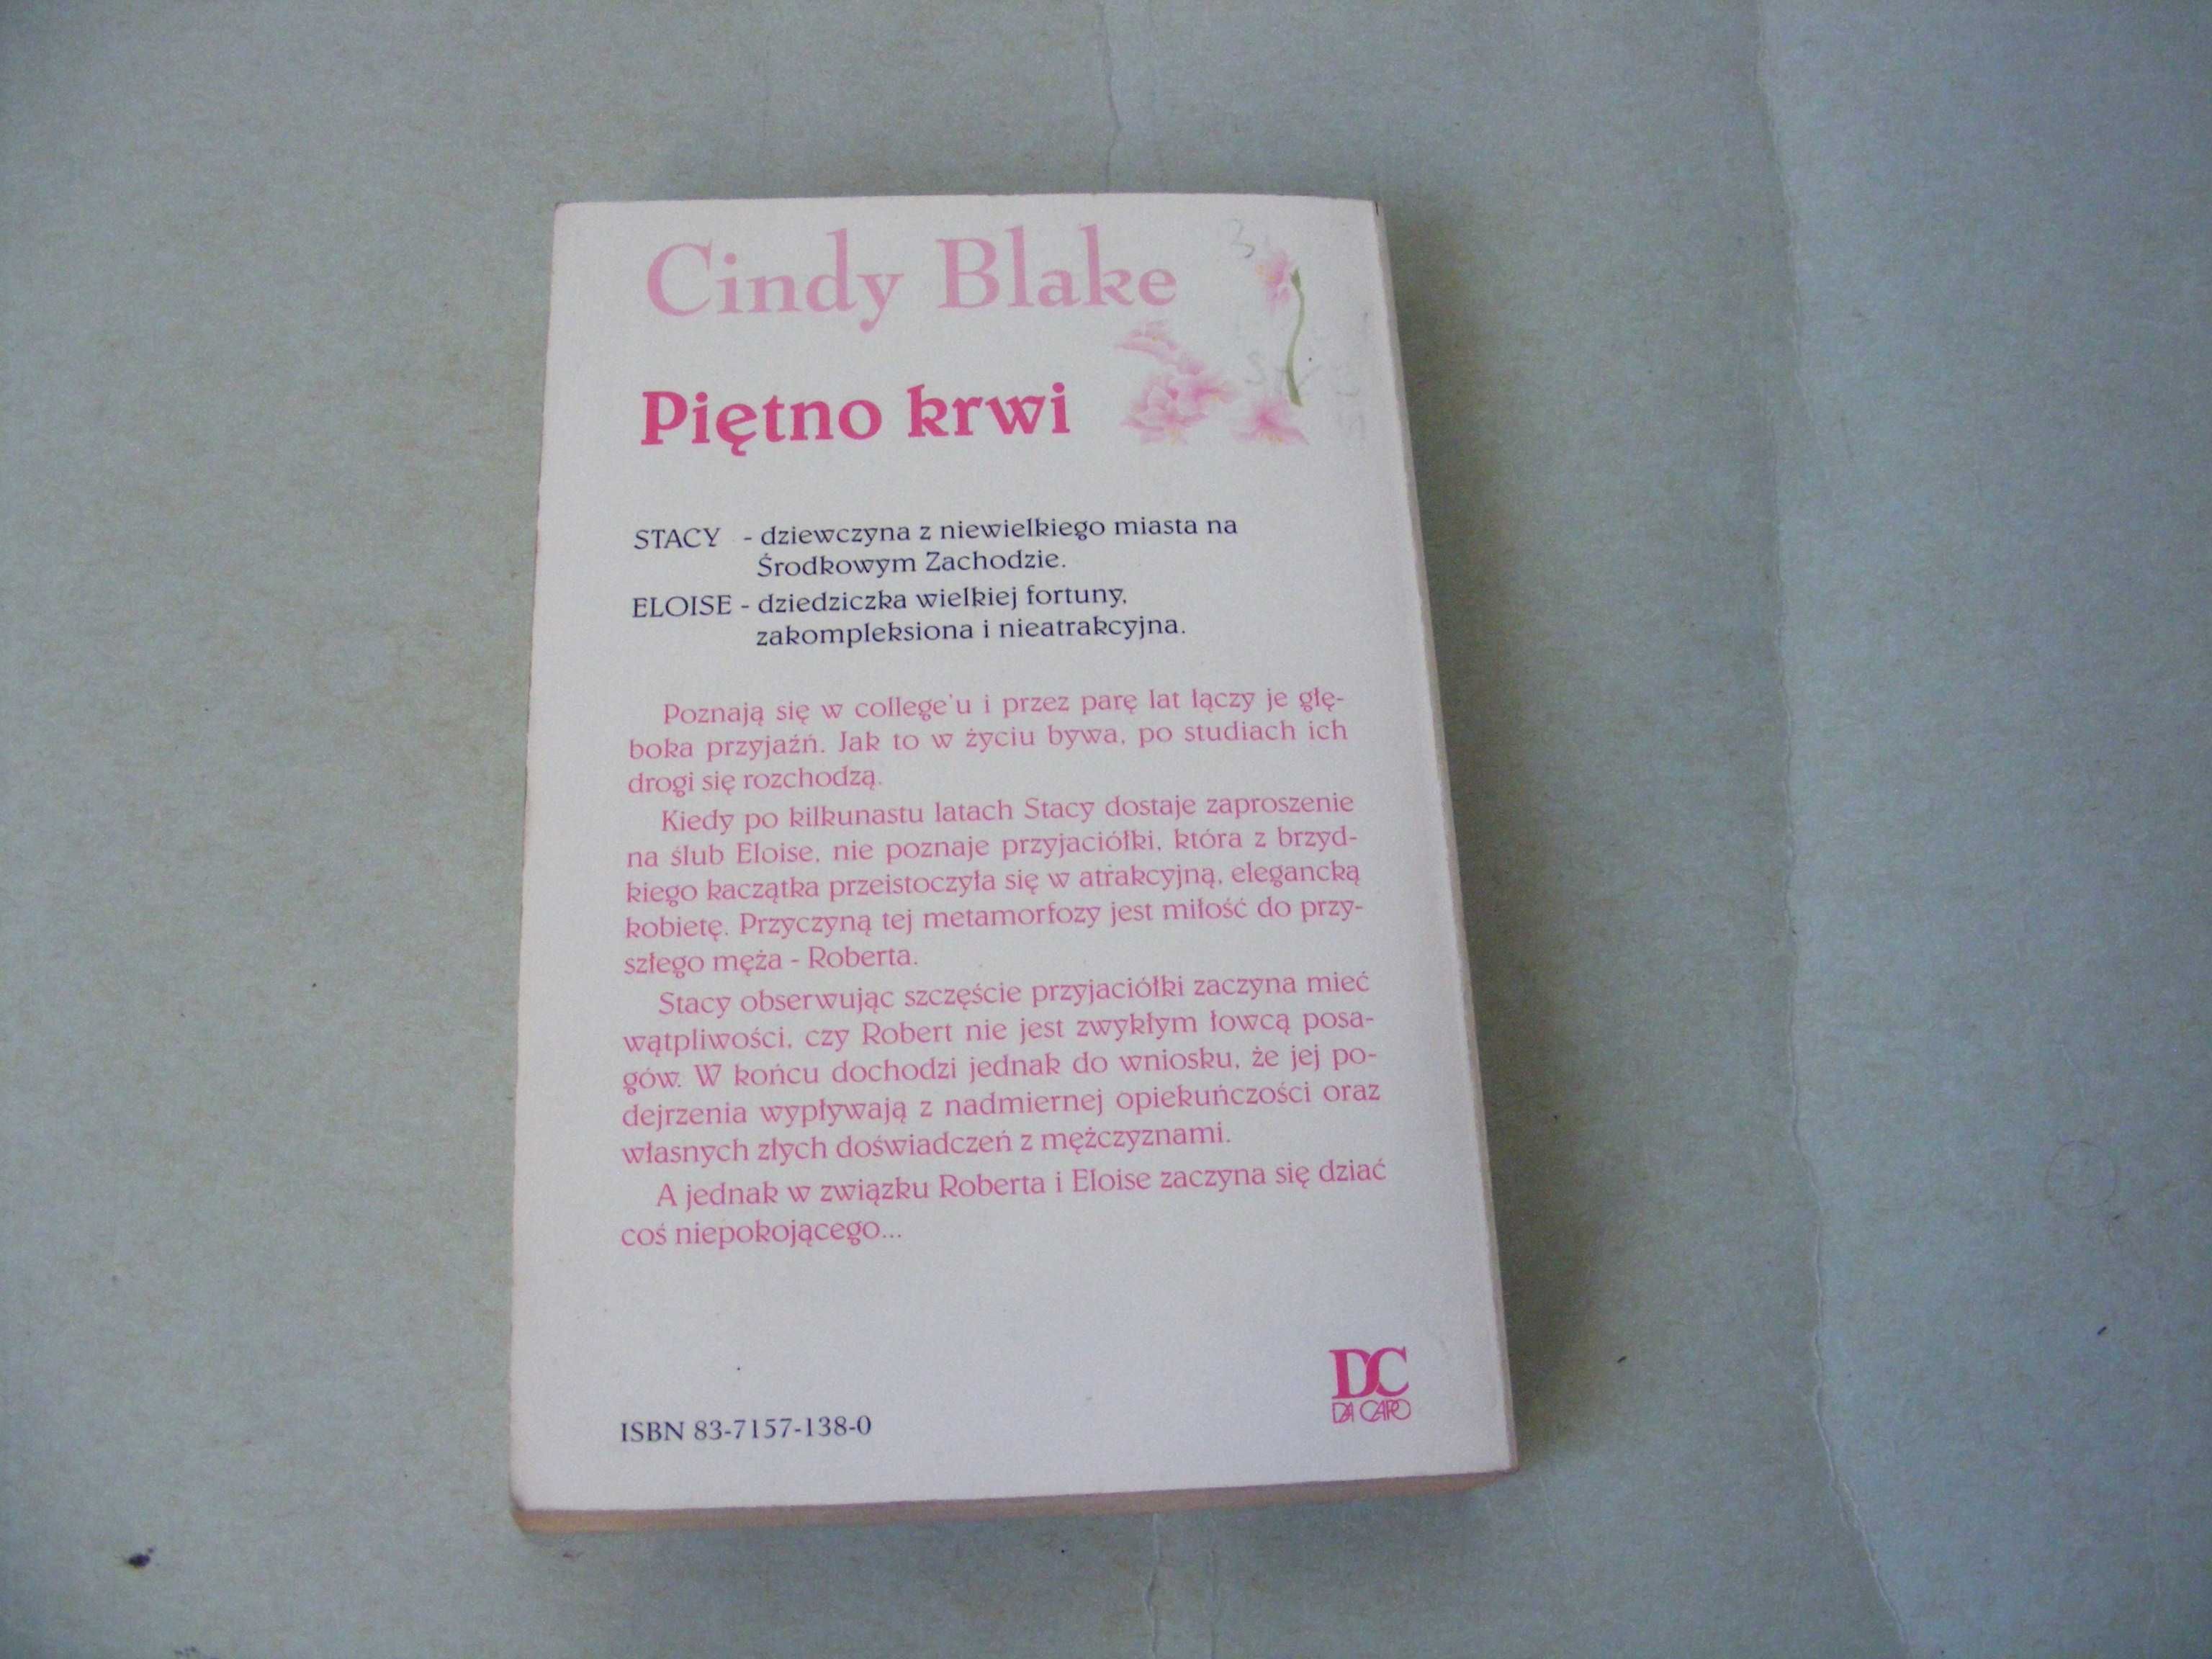 Cindy Blake
Piętno krwi
STACY - dziewczyna z niewielkiego miasta na
Środkowym Zachodzie.
ELOISE - dziedziczka wielkiej fortuny,
zakompleksiona i nieatrakcyjna.
Poznają się w college'u i przez parę lat łączy je głę-
boka przyjaźń. Jak to w życiu bywa, po studiach ich
drogi się rozchodzą.
Kiedy po kilkunastu latach Stacy dostaje zaproszenie
na ślub Eloise, nie poznaje przyjaciółki, która z brzyd-
kiego kaczątka przeistoczyła się w atrakcyjną, elegancką
kobietę. Przyczyną tej metamorfozy jest miłość do przy-
szłego męża - Roberta.
Stacy obserwując szczęście przyjaciółki zaczyna mieć
wątpliwości, czy Robert nie jest zwykłym łowcą posa-
gów. W końcu dochodzi jednak do wniosku, że jej po-
dejrzenia wypływają z nadmiernej opiekuńczości oraz
własnych złych doświadczeń z mężczyznami.
A jednak w związku Roberta i Eloise zaczyna się dziać
coś niepokojącego...
DC
DA CAPO
ISBN 83-7157-138-0